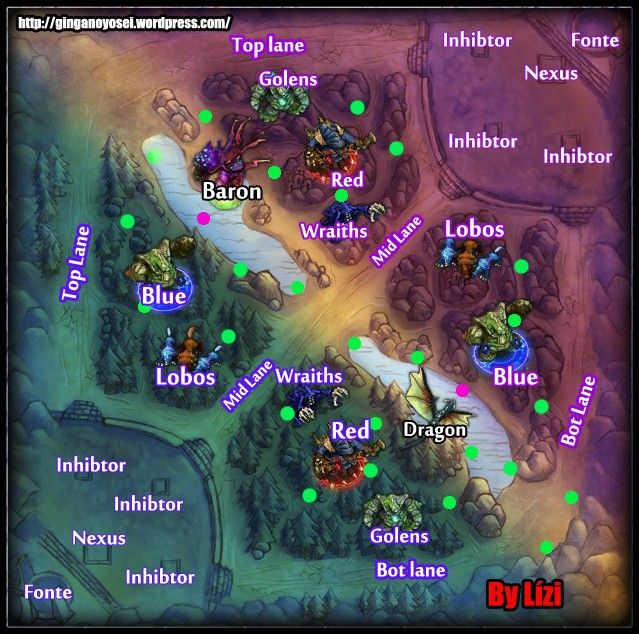 http://ginganoyosei.wordpress.com/
Top lane
Inhibtor
Fonte
Golens
Nexus
Inhibtor
Inhibtor
Red
Baron
Wraiths
Mid Lane
Lobos
Top Lane
Blue
Lobos
Mid Lane
Wraiths
Blue
Bot Lane
Red
Dragon
Inhibtor
Inhibtor
Nexus
Golens
Inhibtor
Bot lane
Fonte
By Lízi